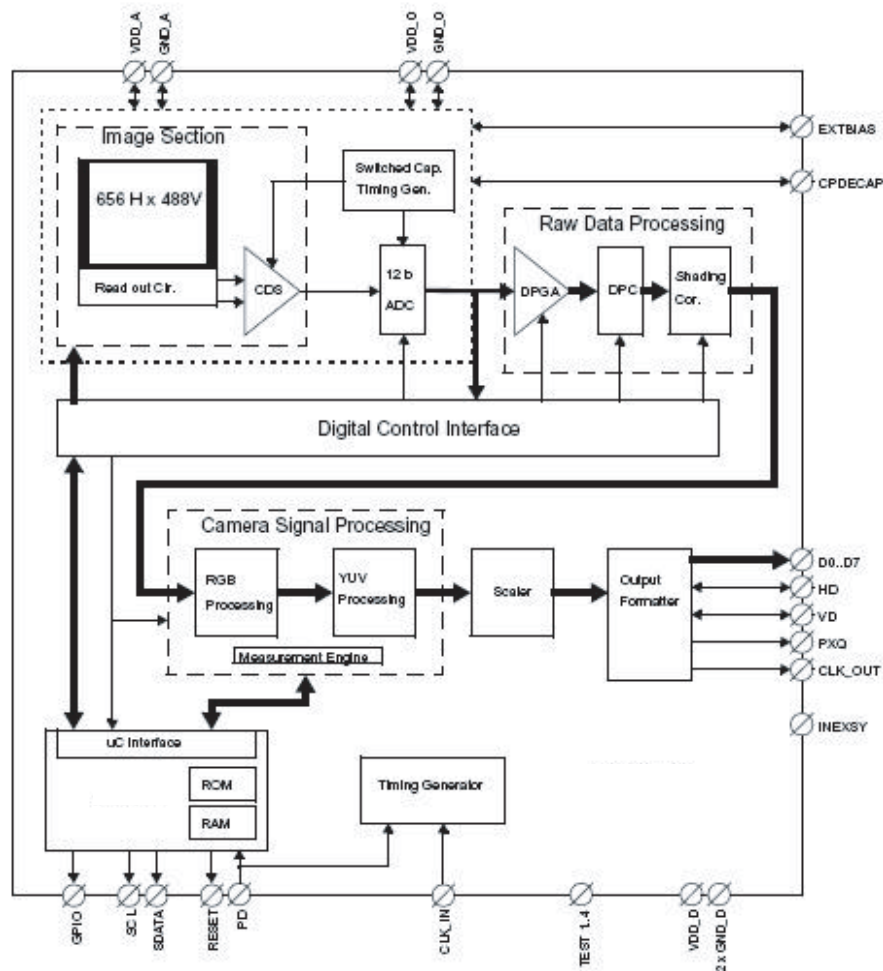 VDD_A
GND_A
VDD_O
GND_O
EXTBIAS
CPDECAP
Image Section
656 H x 488V
Read out Cir.
CDS
Switched Cap.
Timing Gen.
12 b
ADC
Raw Data Processing
DPGA
DPC
Shading
Cor.
Digital Control Interface
Camera Signal Processing
RGB
Processing
YUV
Processing
Measurement Engine
Scaler
Output
Formatter
D0..D7
HD
VD
PXQ
CLK_OUT
INEXSY
uC Interface
ROM
RAM
Timing Generator
GPIO
SCL
SDATA
RESET
PD
CLK_IN
TEST 1..4
VDD_D
2 x GND_D